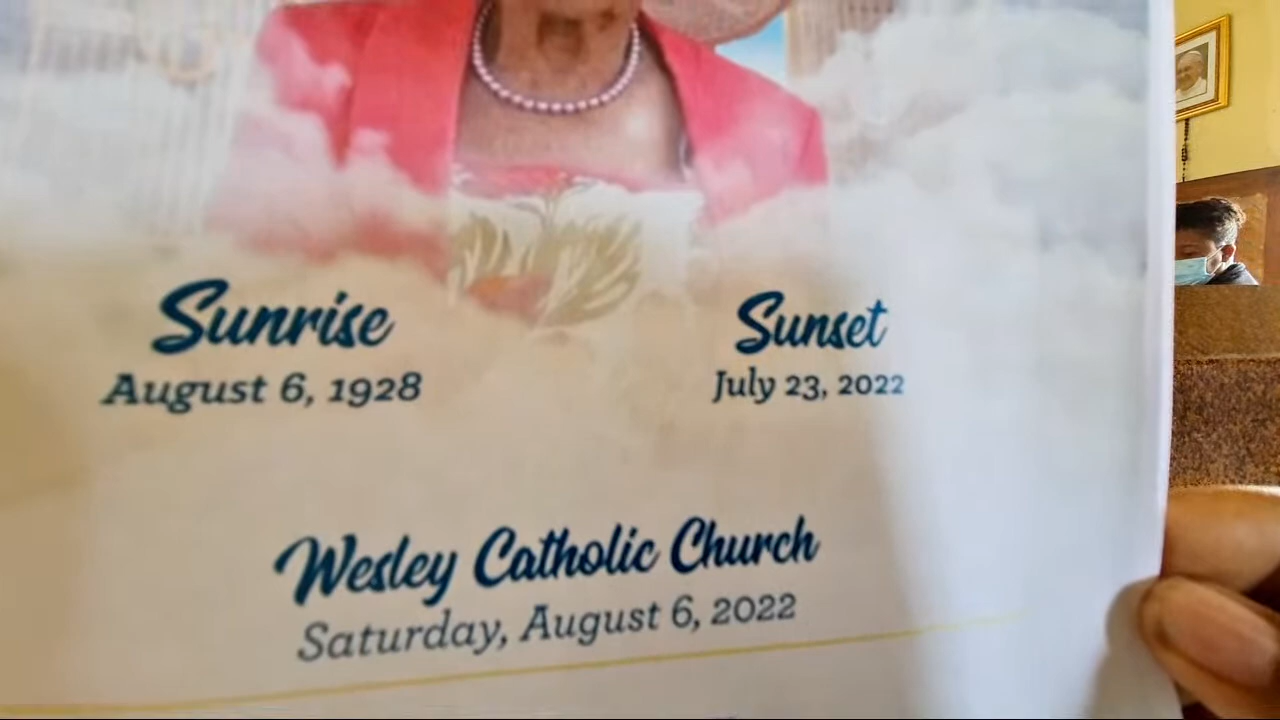 Sunrise
August 6, 1928
Sunset
July 23, 2022
Wesley Catholic Church
Saturday, August 6, 2022